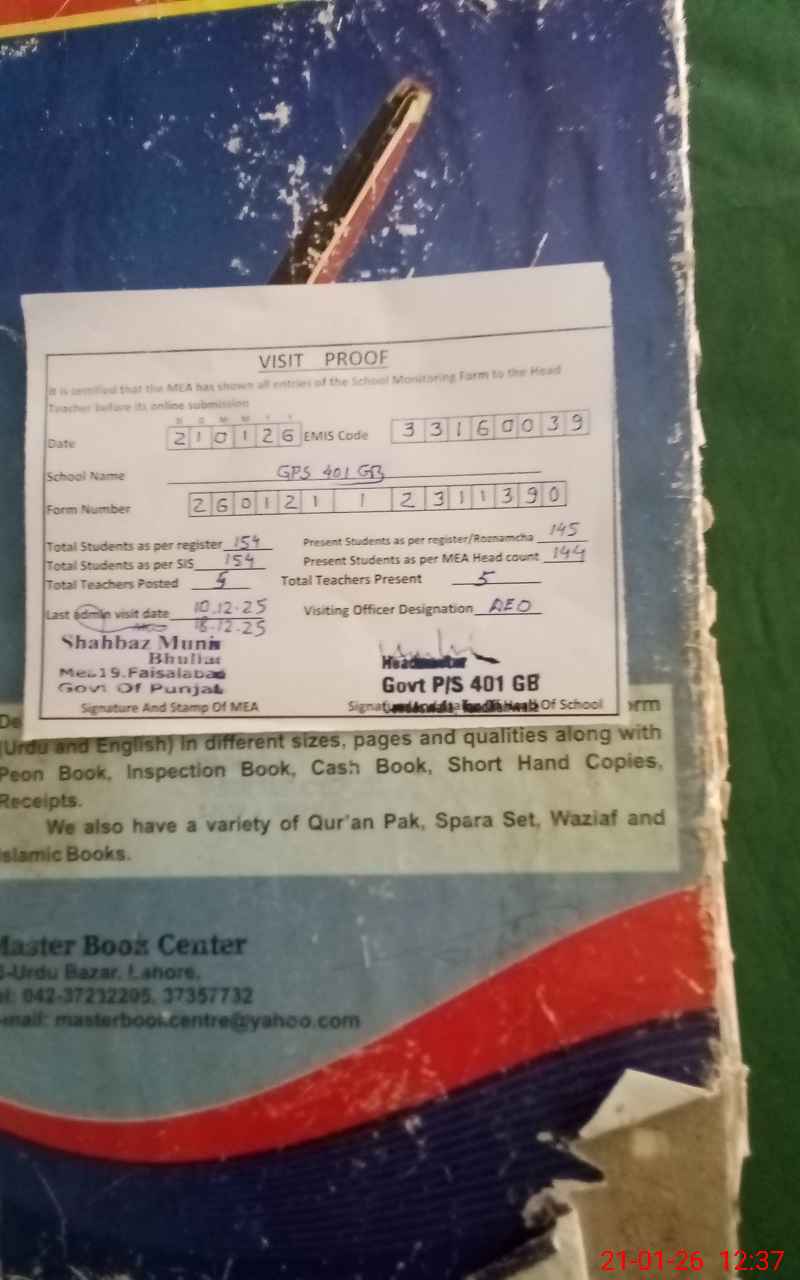 VISIT PROOF
It is certified that the MEA has shown all entries of the School Monitoring Form to the Head
Teacher before its online submission
D D M M Y Y
Date 2 1 0 1 2 6 EMIS Code 3 3 1 6 0 0 3 9
School Name GPS 401 GB
Form Number 2 6 0 1 2 1 1 2 3 1 1 3 9 0
Total Students as per register 154 Present Students as per register/Roznamcha 145
Total Students as per SIS 154 Present Students as per MEA Head count 144
Total Teachers Posted 5 Total Teachers Present 5
Last admin visit date 10.12.25 Visiting Officer Designation AEO
18.12.25
Shahbaz Munir
Bhullar
Mea19.Faisalabad
Govt Of Punjab
Headmaster
Govt P/S 401 GB
Signature And Stamp Of MEA Of School
(Urdu and English) in different sizes, pages and qualities along with
Peon Book, Inspection Book, Cash Book, Short Hand Copies,
Receipts.
We also have a variety of Qur'an Pak, Spara Set, Waziaf and
Islamic Books.
Master Book Center
-Urdu Bazar, Lahore.
el: 042-37232205, 37357732
-mail: masterbookcentre@yahoo.com
21-01-26 12:37